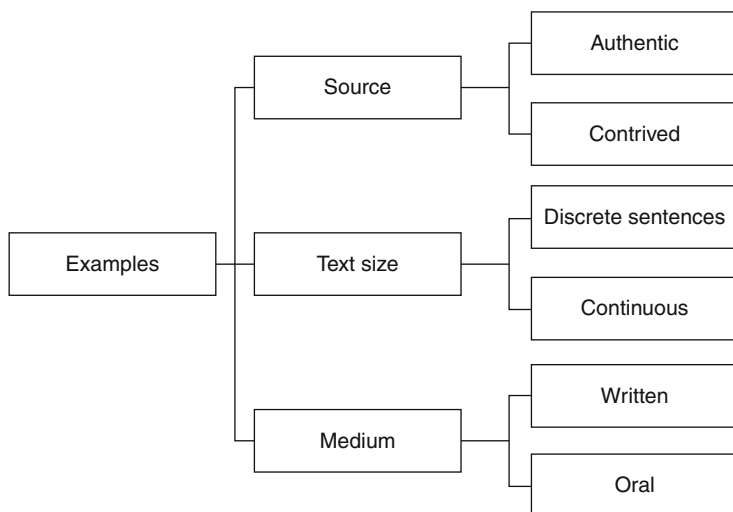 Examples
Source
Authentic
Contrived
Text size
Discrete sentences
Continuous
Medium
Written
Oral